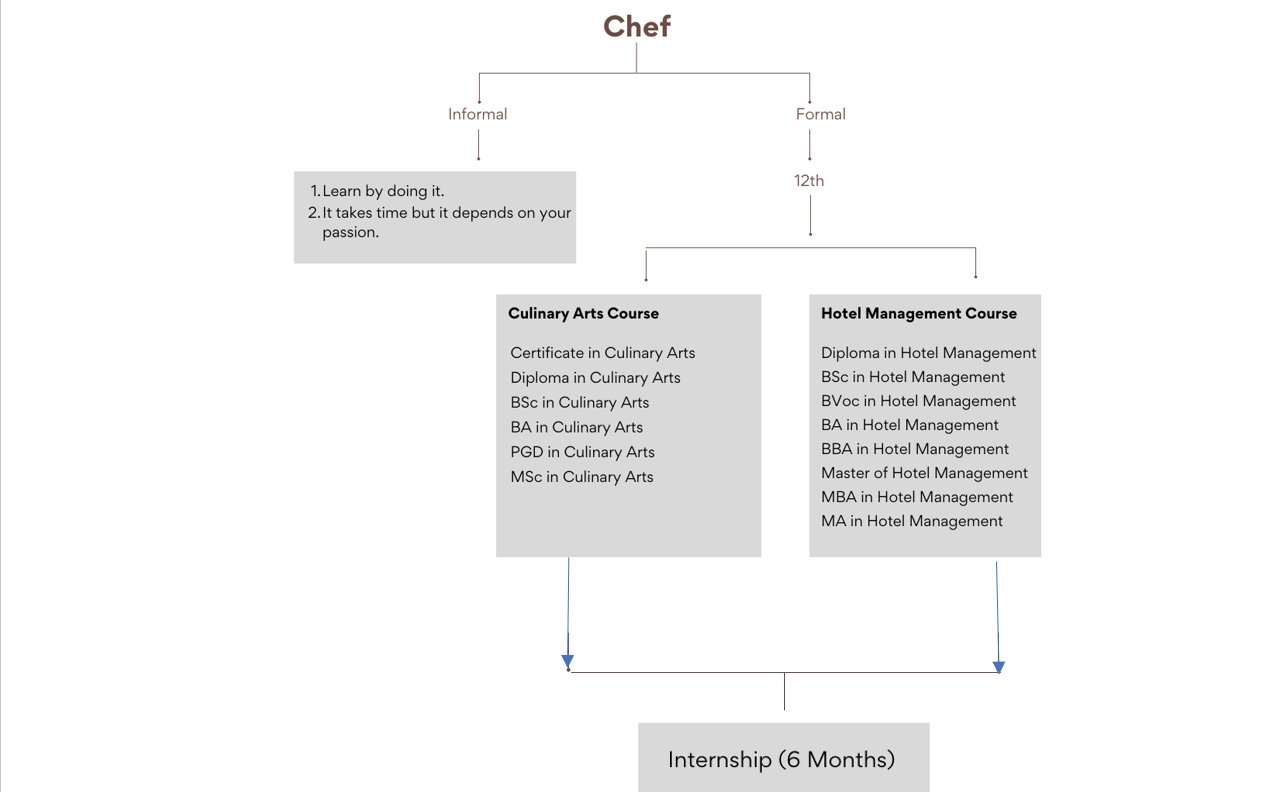 Chef
Informal
Formal
1. Learn by doing it.
2. It takes time but it depends on your
passion.
12th
Culinary Arts Course
Certificate in Culinary Arts
Diploma in Culinary Arts
BSc in Culinary Arts
BA in Culinary Arts
PGD in Culinary Arts
MSc in Culinary Arts
Hotel Management Course
Diploma in Hotel Management
BSc in Hotel Management
BVoc in Hotel Management
BA in Hotel Management
BBA in Hotel Management
Master of Hotel Management
MBA in Hotel Management
MA in Hotel Management
Internship (6 Months)